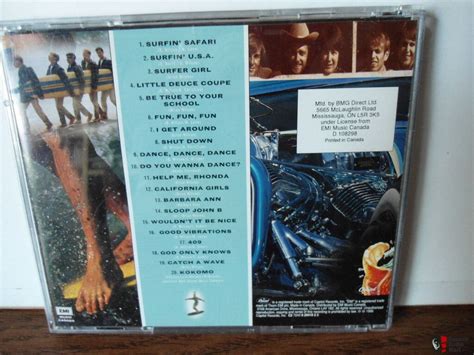 1. SURFIN' SAFARI
2. SURFIN' U.S.A.
3. SURFER GIRL
4. LITTLE DEUCE COUPE
5. BE TRUE TO YOUR
SCHOOL
6. FUN, FUN, FUN
7. I GET AROUND
8. SHUT DOWN
9. DANCE, DANCE, DANCE
10. DO YOU WANNA DANCE?
11. HELP ME, RHONDA
12. CALIFORNIA GIRLS
13. BARBARA ANN
14. SLOOP JOHN B
15. WOULDN'T IT BE NICE
16. GOOD VIBRATIONS
17. 409
18. GOD ONLY KNOWS
19. CATCH A WAVE
20. KOKOMO
Mfd. by BMG Direct Ltd.
5665 McLaughlin Road
Mississauga, ON L5R 3K5
under License from
EMI Music Canada
D 108298
Printed in Canada
EMI
MUSIC
CANADA
Capitol